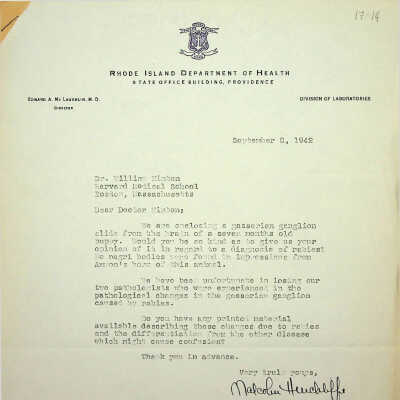 17-19
RHODE ISLAND DEPARTMENT OF HEALTH
STATE OFFICE BUILDING, PROVIDENCE
EDWARD A. MC LAUGHLIN, M. D.
DIRECTOR
DIVISION OF LABORATORIES
September 2, 1942
Dr. William Hinton
Harvard Medical School
Boston, Massachusetts
Dear Doctor Hinton;
We are enclosing a gasserian ganglion
slide from the brain of a seven months old
puppy. Would you be so kind as to give us your
opinion of it in regard to a diagnosis of rabies?
No negri bodies were found in impressions from
Ammon's horn of this animal.
We have been unfortunate in losing our
two pathologists who were experienced in the
pathological changes in the gasserian ganglion
caused by rabies.
Do you have any printed material
available describing these changes due to rabies
and the differentiation from the other disease
which might cause confusion?
Thank you in advance.
Very truly yours,
Malcolm Hinchliffe